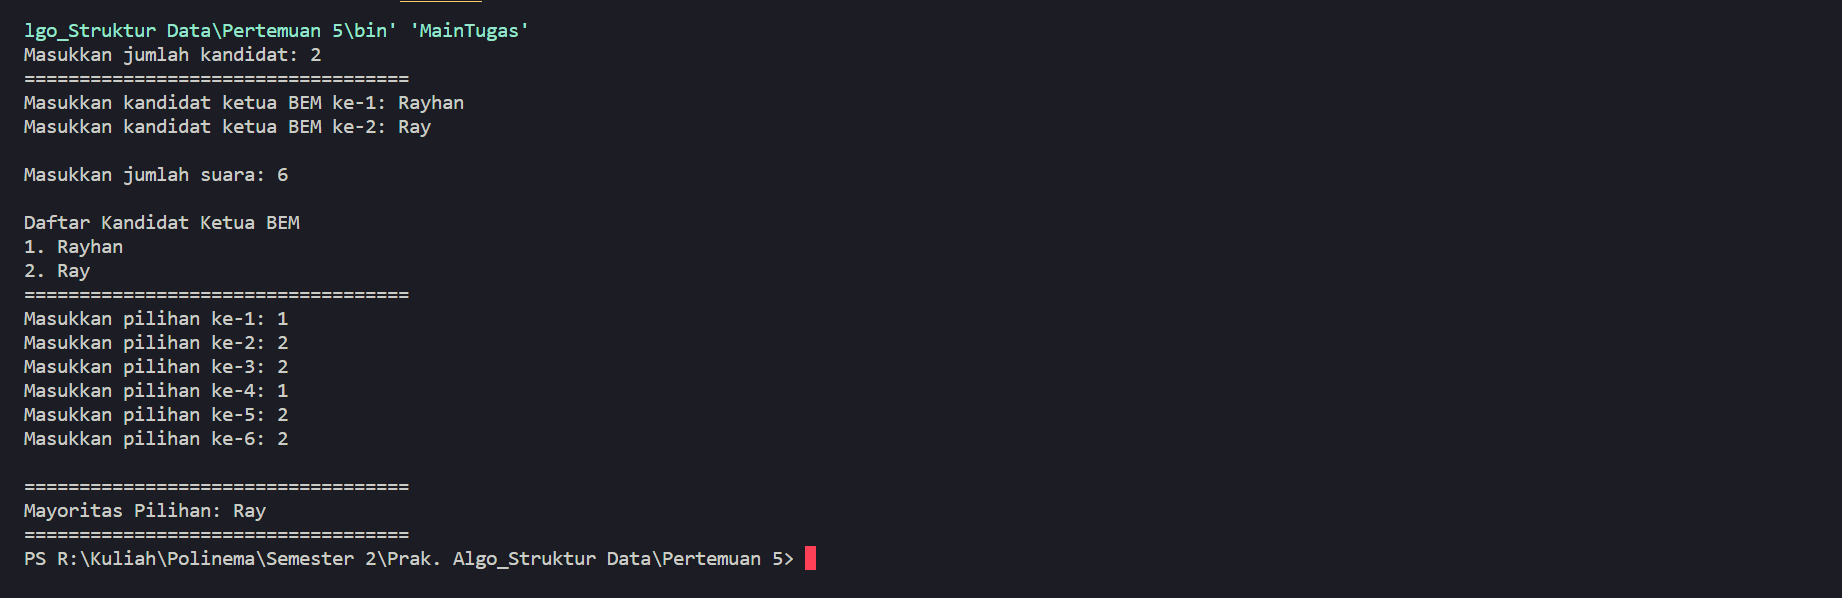 lgo_Struktur Data\Pertemuan 5\bin' 'MainTugas'
Masukkan jumlah kandidat: 2
===================================
Masukkan kandidat ketua BEM ke-1: Rayhan
Masukkan kandidat ketua BEM ke-2: Ray
Masukkan jumlah suara: 6
Daftar Kandidat Ketua BEM
1. Rayhan
2. Ray
===================================
Masukkan pilihan ke-1: 1
Masukkan pilihan ke-2: 2
Masukkan pilihan ke-3: 2
Masukkan pilihan ke-4: 1
Masukkan pilihan ke-5: 2
Masukkan pilihan ke-6: 2
===================================
Mayoritas Pilihan: Ray
===================================
PS R:\Kuliah\Polinema\Semester 2\Prak. Algo_Struktur Data\Pertemuan 5>